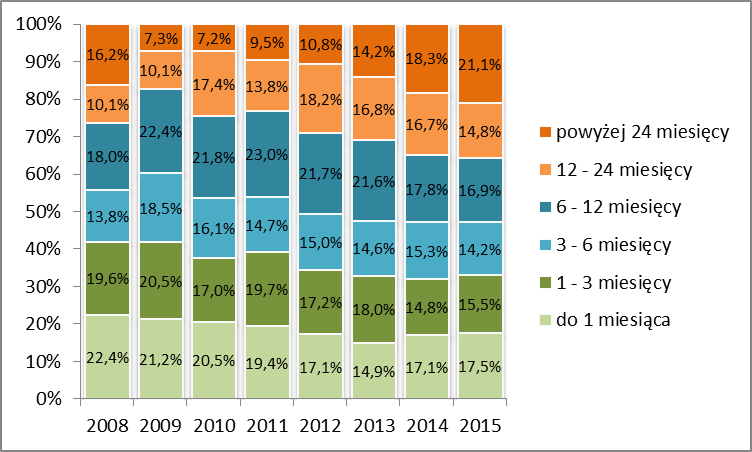 100%
90%
80%
70%
60%
50%
40%
30%
20%
10%
0%
16,2% 7,3% 7,2% 9,5% 10,8% 14,2% 18,3% 21,1%
10,1% 10,1% 17,4% 13,8% 18,2% 16,8% 16,7% 14,8%
18,0% 22,4% 21,8% 23,0% 21,7% 21,6% 17,8% 16,9%
13,8% 18,5% 16,1% 14,7% 15,0% 14,6% 15,3% 14,2%
19,6% 20,5% 17,0% 19,7% 17,2% 18,0% 14,8% 15,5%
22,4% 21,2% 20,5% 19,4% 17,1% 14,9% 17,1% 17,5%
2008 2009 2010 2011 2012 2013 2014 2015
powyżej 24 miesięcy
12 - 24 miesięcy
6 - 12 miesięcy
3 - 6 miesięcy
1 - 3 miesięcy
do 1 miesiąca